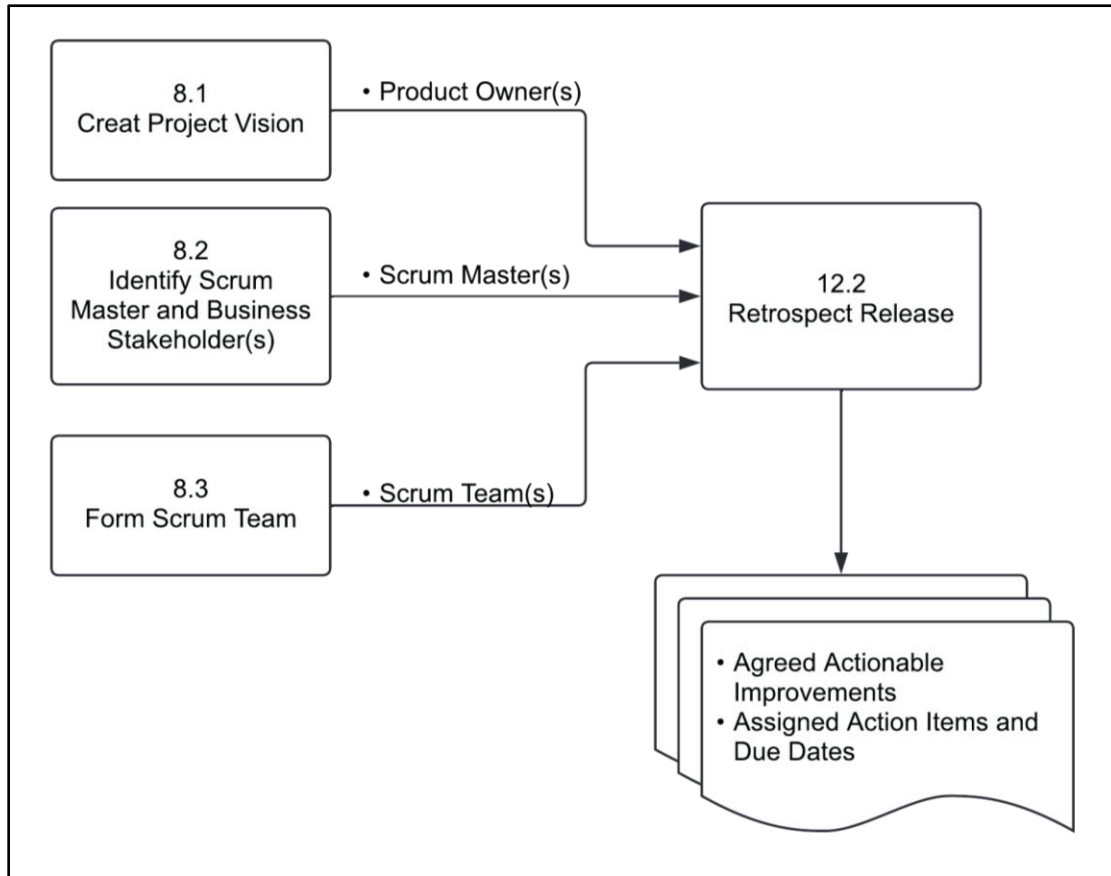 8.1
Creat Project Vision
• Product Owner(s)
8.2
Identify Scrum
Master and Business
Stakeholder(s)
• Scrum Master(s)
12.2
Retrospect Release
8.3
Form Scrum Team
• Scrum Team(s)
• Agreed Actionable
Improvements
• Assigned Action Items and
Due Dates